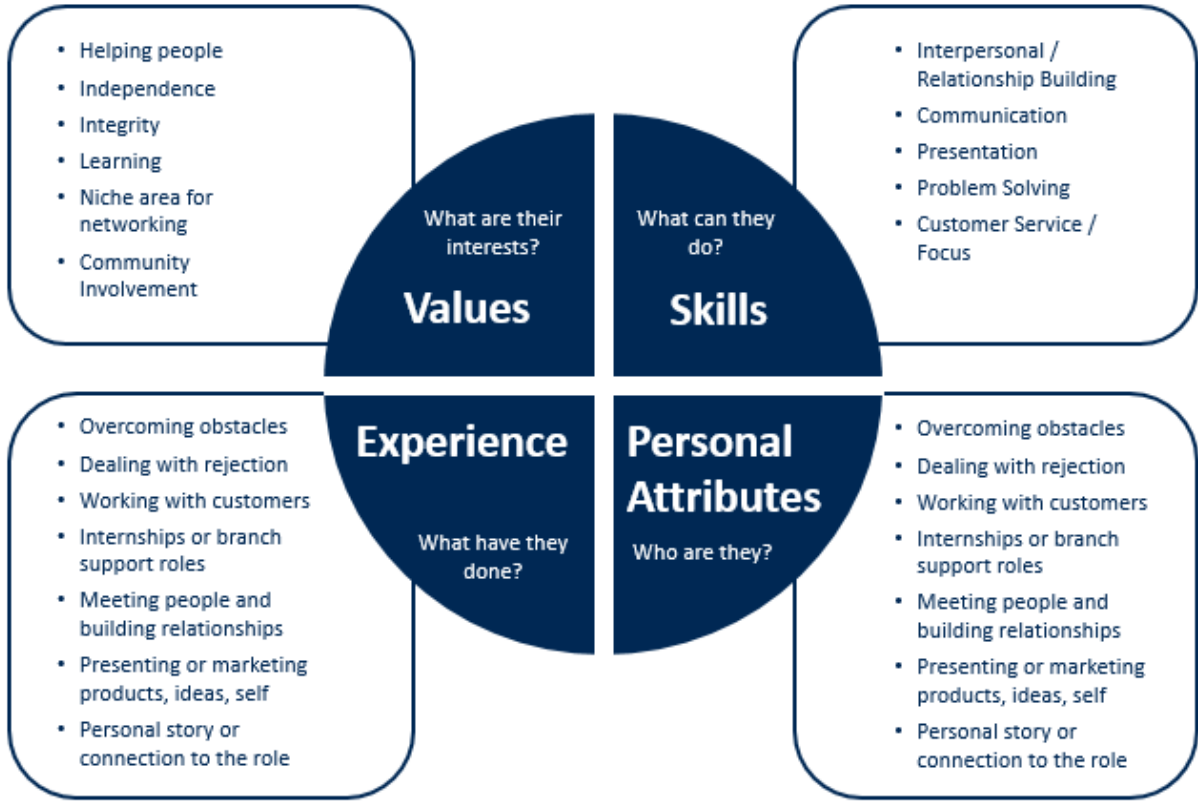 • Helping people
• Independence
• Integrity
• Learning
• Niche area for
networking
• Community
Involvement
• Interpersonal /
Relationship Building
• Communication
• Presentation
• Problem Solving
• Customer Service /
Focus
What are their
interests?
Values
What can they
do?
Skills
Experience
What have they
done?
Personal
Attributes
Who are they?
• Overcoming obstacles
• Dealing with rejection
• Working with customers
• Internships or branch
support roles
• Meeting people and
building relationships
• Presenting or marketing
products, ideas, self
• Personal story or
connection to the role
• Overcoming obstacles
• Dealing with rejection
• Working with customers
• Internships or branch
support roles
• Meeting people and
building relationships
• Presenting or marketing
products, ideas, self
• Personal story or
connection to the role